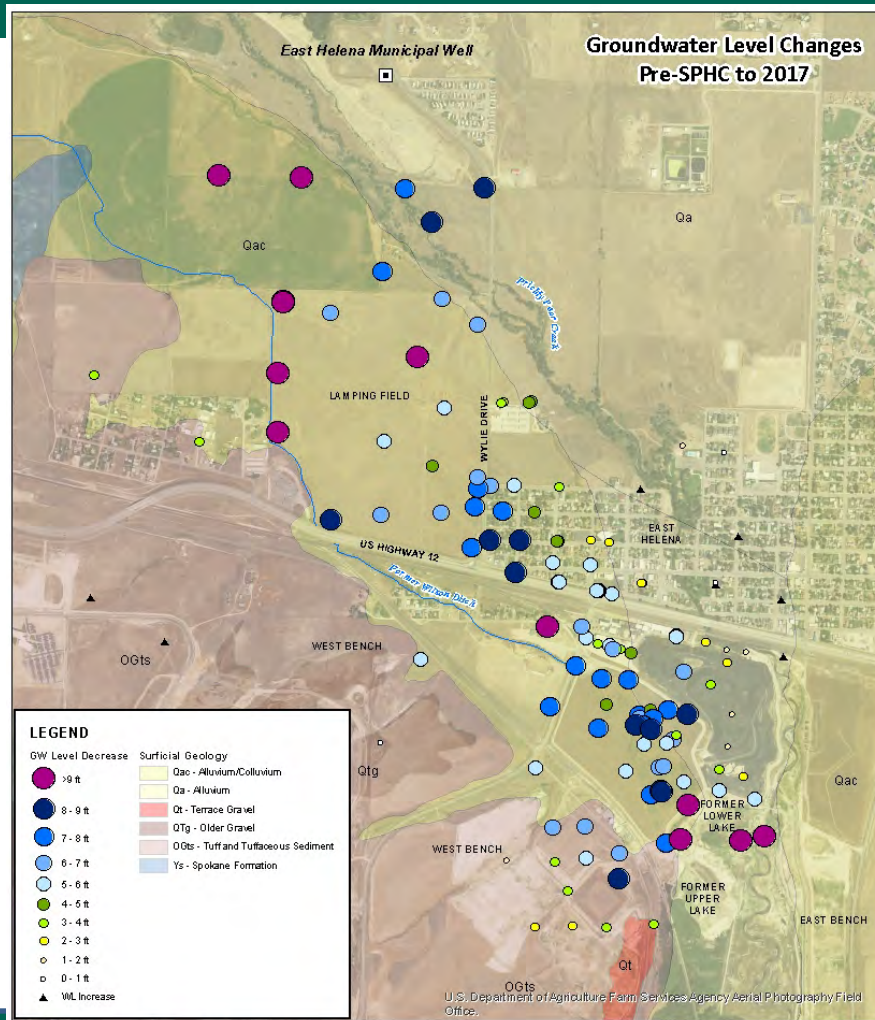 Groundwater Level Changes
Pre-SPHC to 2017
East Helena Municipal Well
Qac
Qa
Prickly Pear Creek
LAMPING FIELD
WYLIE DRIVE
EAST
HELENA
US HIGHWAY 12
Former Wilson Ditch
WEST BENCH
OGts
Qtg
Qac
FORMER
LOWER
LAKE
WEST BENCH
FORMER
UPPER
LAKE
EAST BENCH
Qt
OGts
LEGEND
GW Level Decrease
>9 ft
8 - 9 ft
7 - 8 ft
6 - 7 ft
5 - 6 ft
4 - 5 ft
3 - 4 ft
2 - 3 ft
1 - 2 ft
0 - 1 ft
WL Increase
Surficial Geology
Qac - Alluvium/Colluvium
Qa - Alluvium
Qt - Terrace Gravel
QTg - Older Gravel
OGts - Tuff and Tuffaceous Sediment
Ys - Spokane Formation
U.S. Department of Agriculture Farm Services Agency Aerial Photography Field
Office.